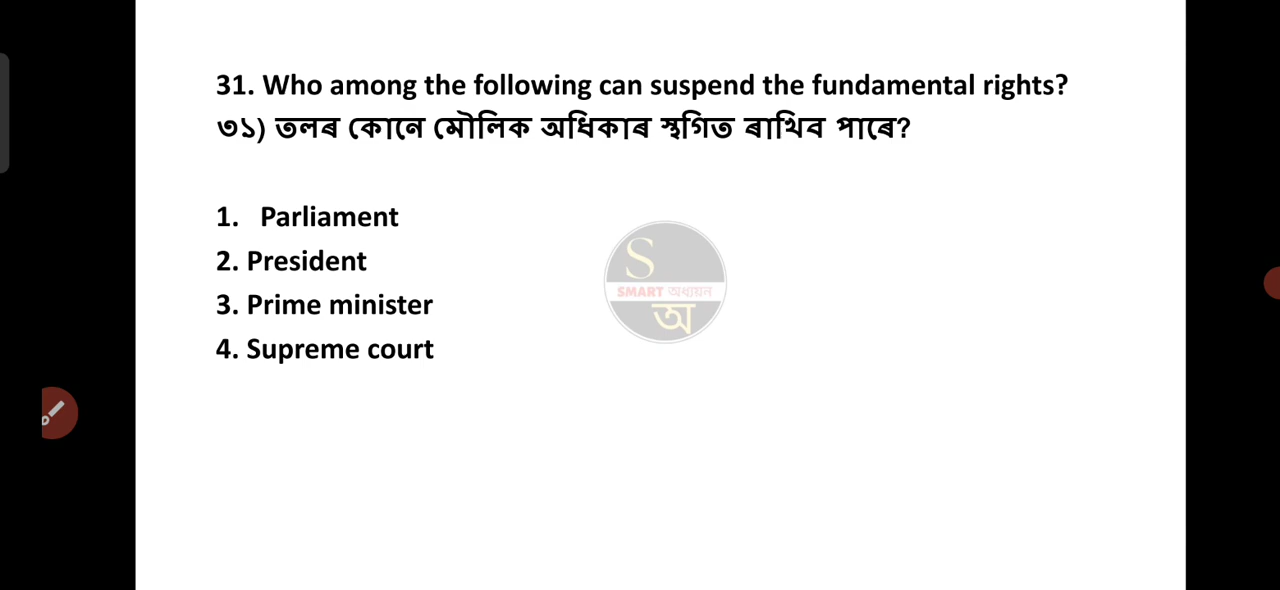 31. Who among the following can suspend the fundamental rights?
৩১) তলৰ কোনে মৌলিক অধিকাৰ স্থগিত ৰাখিব পাৰে?
1. Parliament
2. President
3. Prime minister
4. Supreme court
S
SMART অধ্যয়ন
অ